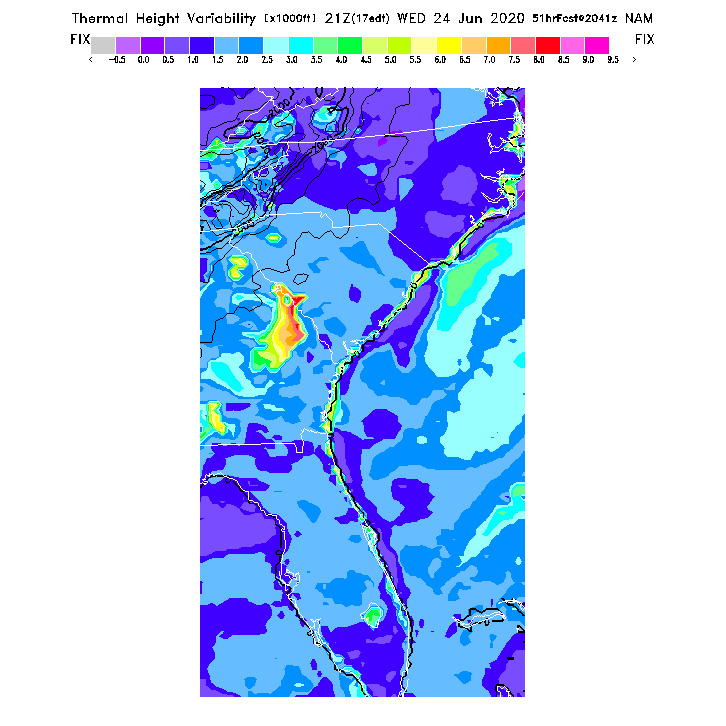 Thermal Height Variability [x1000ft] 21Z(17edt) WED 24 Jun 2020 51hrFcst@2041z NAM
FIX FIX
< -0.5 0.0 0.5 1.0 1.5 2.0 2.5 3.0 3.5 4.0 4.5 5.0 5.5 6.0 6.5 7.0 7.5 8.0 8.5 9.0 9.5 >